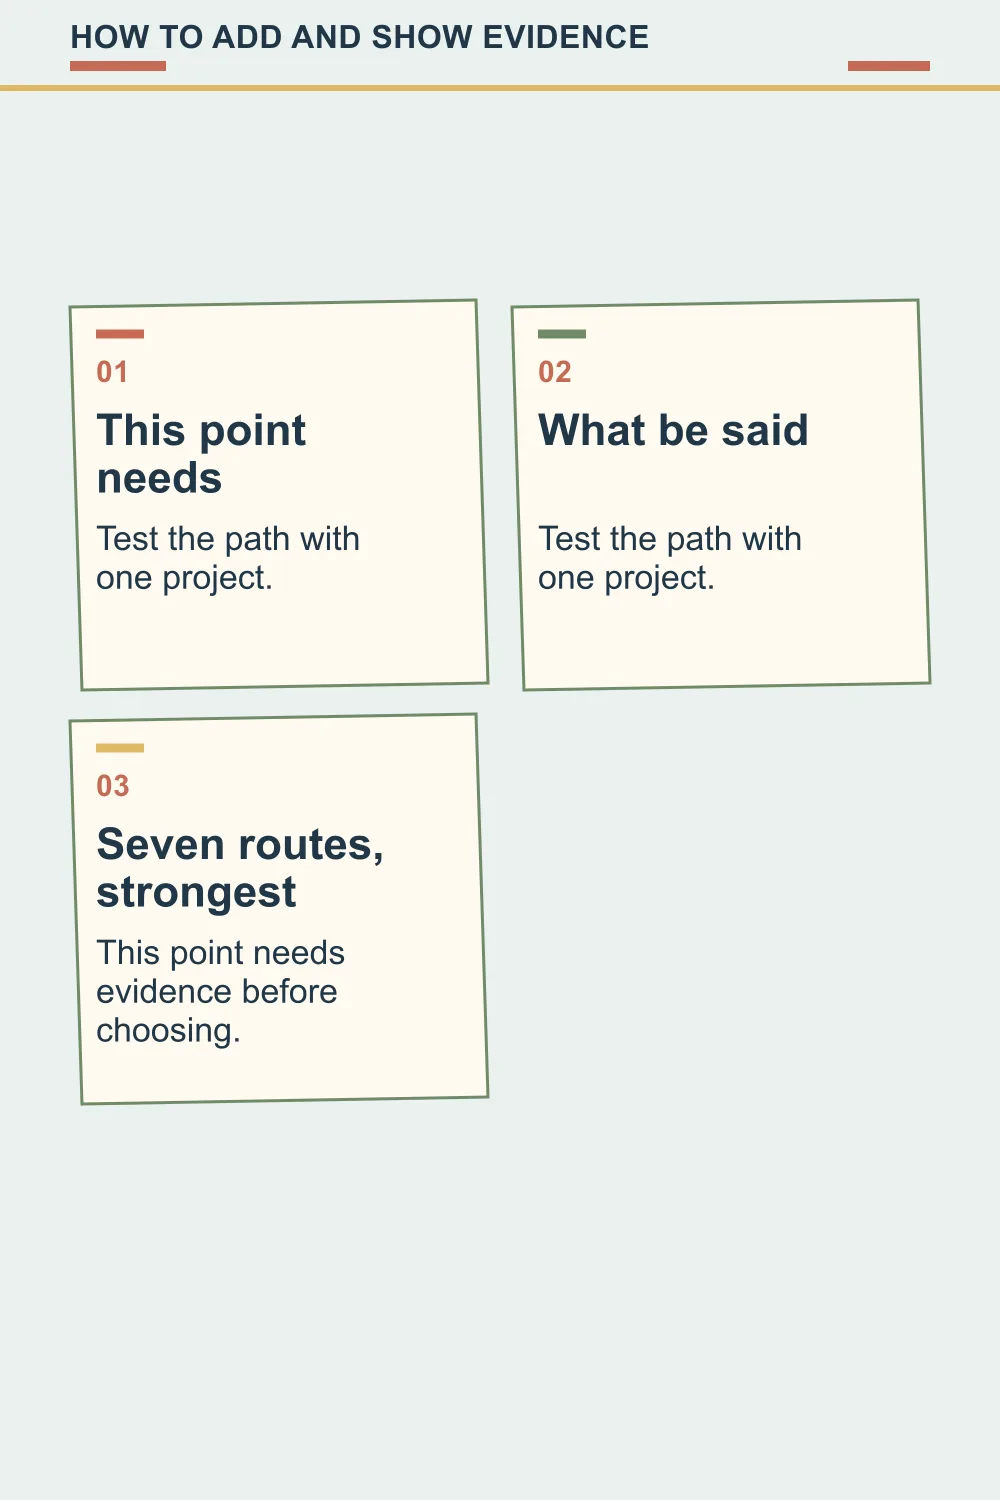 HOW TO ADD AND SHOW EVIDENCE
01
This point
needs
Test the path with
one project.
02
What be said
Test the path with
one project.
03
Seven routes,
strongest
This point needs
evidence before
choosing.